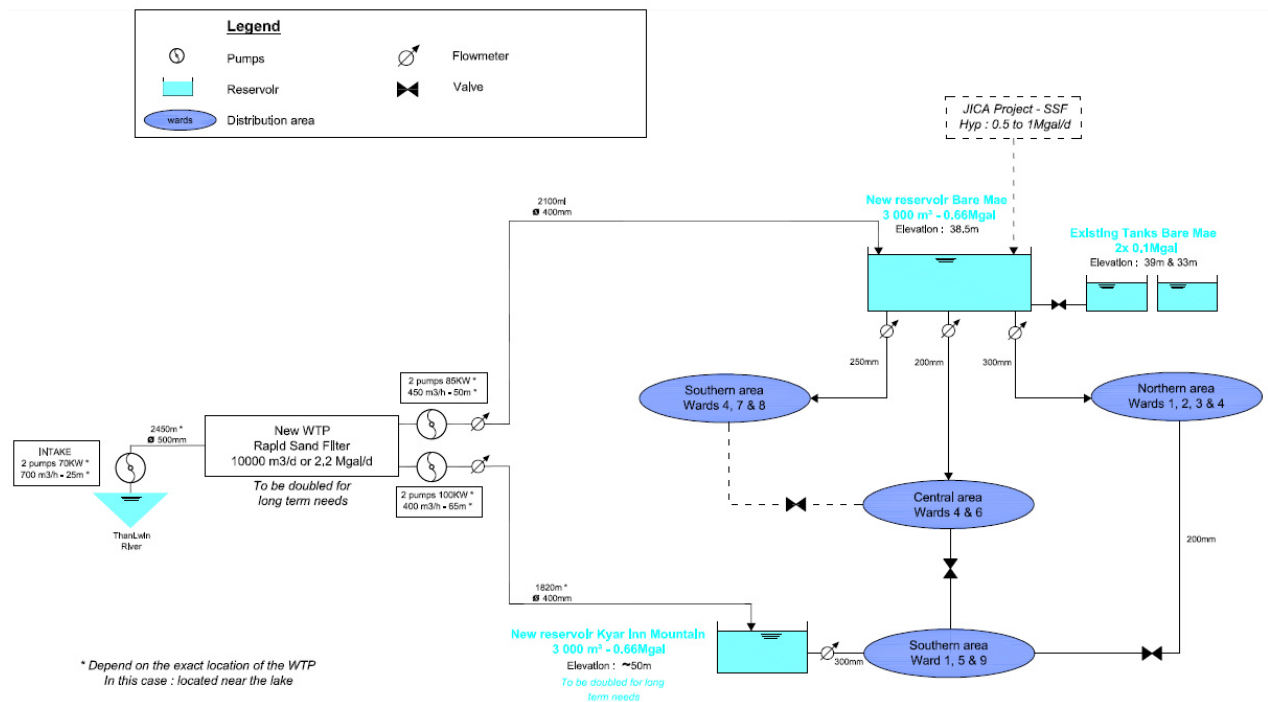 Legend
Pumps
Flowmeter
Reservoir
Valve
wards
Distribution area
JICA Project - SSF
Hyp : 0.5 to 1Mgal/d
2100ml
Ø 400mm
New reservoir Bare Mae
3 000 m³ - 0.66Mgal
Elevation : 38.5m
Existing Tanks Bare Mae
2x 0,1Mgal
Elevation : 39m & 33m
250mm
200mm
300mm
2 pumps 85KW *
450 m3/h - 50m *
Southern area
Wards 4, 7 & 8
Northern area
Wards 1, 2, 3 & 4
2450m *
Ø 500mm
New WTP
Rapid Sand Filter
10000 m3/d or 2,2 Mgal/d
INTAKE
2 pumps 70KW *
700 m3/h - 25m *
To be doubled for
long term needs
2 pumps 100KW *
400 m3/h - 65m *
Central area
Wards 4 & 6
ThanLwin
River
200mm
1820m *
Ø 400mm
New reservoir Kyar Inn Mountain
3 000 m³ - 0.66Mgal
Elevation : ~50m
To be doubled for long
term needs
300mm
Southern area
Ward 1, 5 & 9
* Depend on the exact location of the WTP
In this case : located near the lake